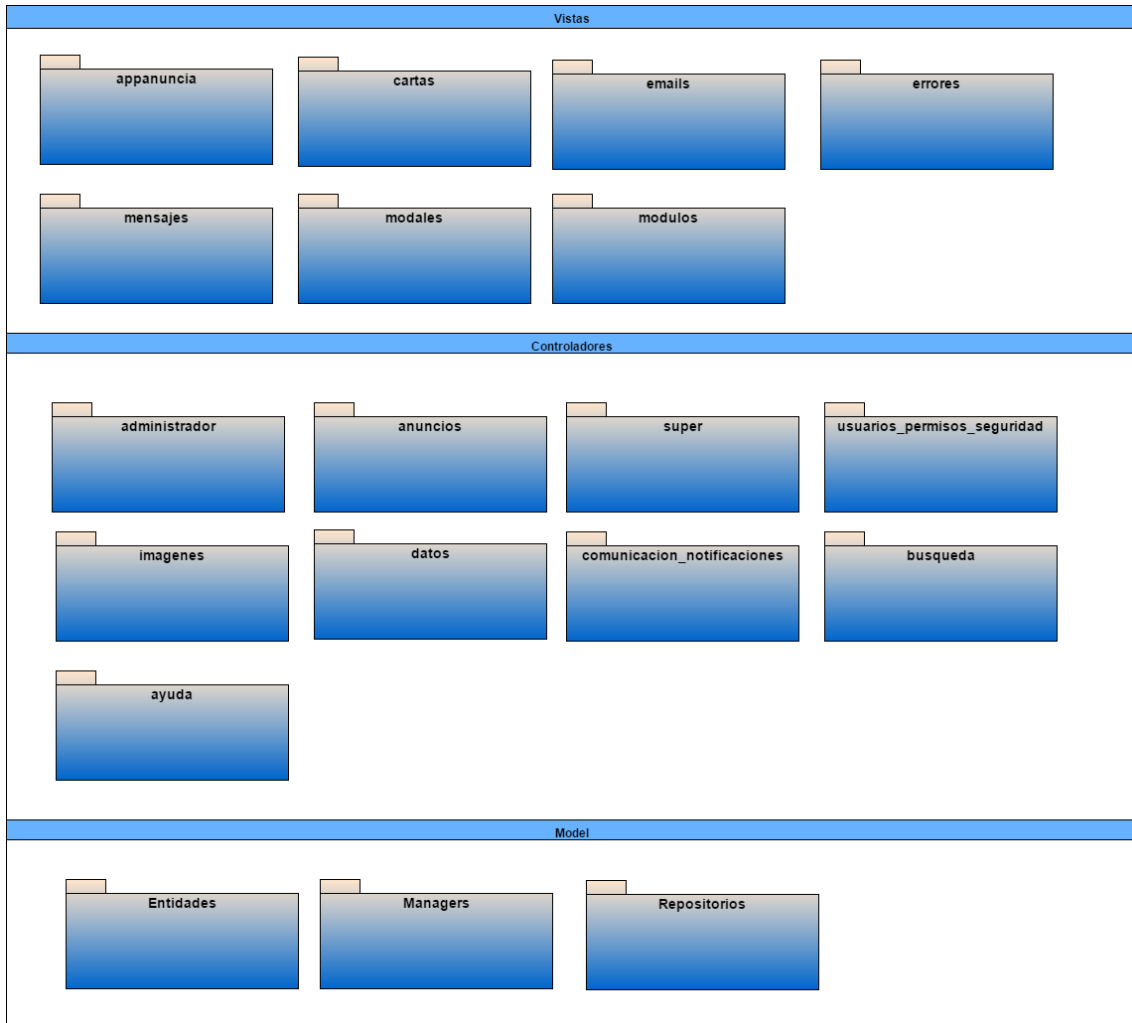 Vistas
appanuncia
cartas
emails
errores
mensajes
modales
modulos
Controladores
administrador
anuncios
super
usuarios_permisos_seguridad
imagenes
datos
comunicacion_notificaciones
busqueda
ayuda
Model
Entidades
Managers
Repositorios